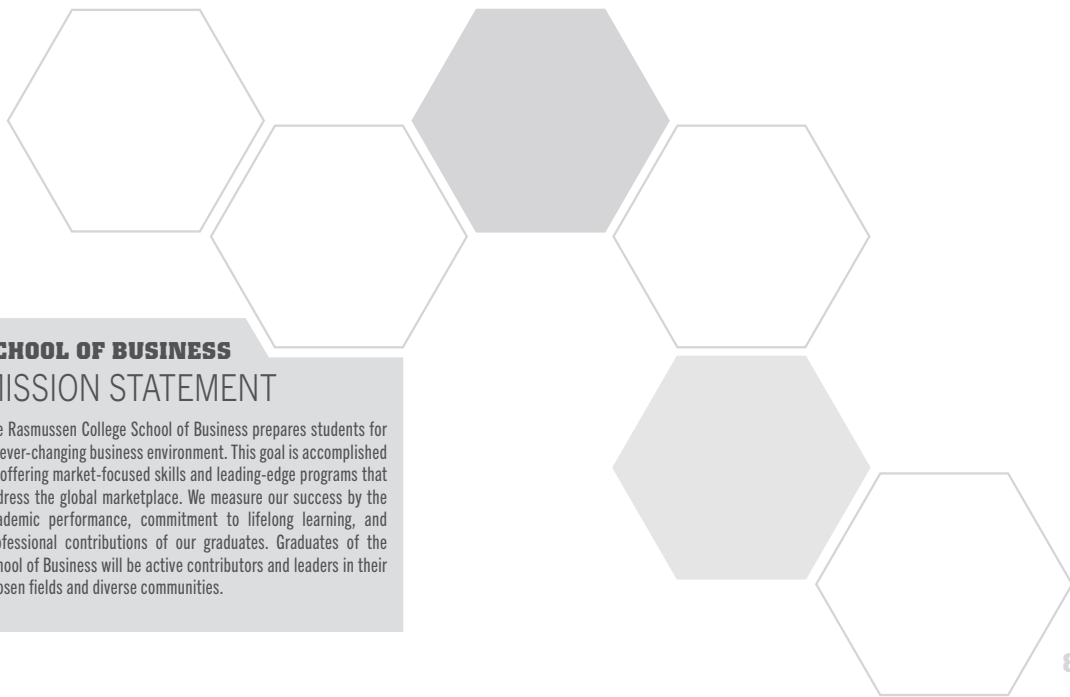 CHOOL OF BUSINESS
MISSION STATEMENT
e Rasmussen College School of Business prepares students for
ever-changing business environment. This goal is accomplished
offering market-focused skills and leading-edge programs that
dress the global marketplace. We measure our success by the
ademic performance, commitment to lifelong learning, and
ofessional contributions of our graduates. Graduates of the
hool of Business will be active contributors and leaders in their
osen fields and diverse communities.